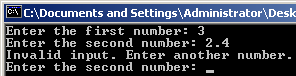 C:\Documents and Settings\Administrator\Desk
Enter the first number: 3
Enter the second number: 2.4
Invalid input. Enter another number.
Enter the second number: _